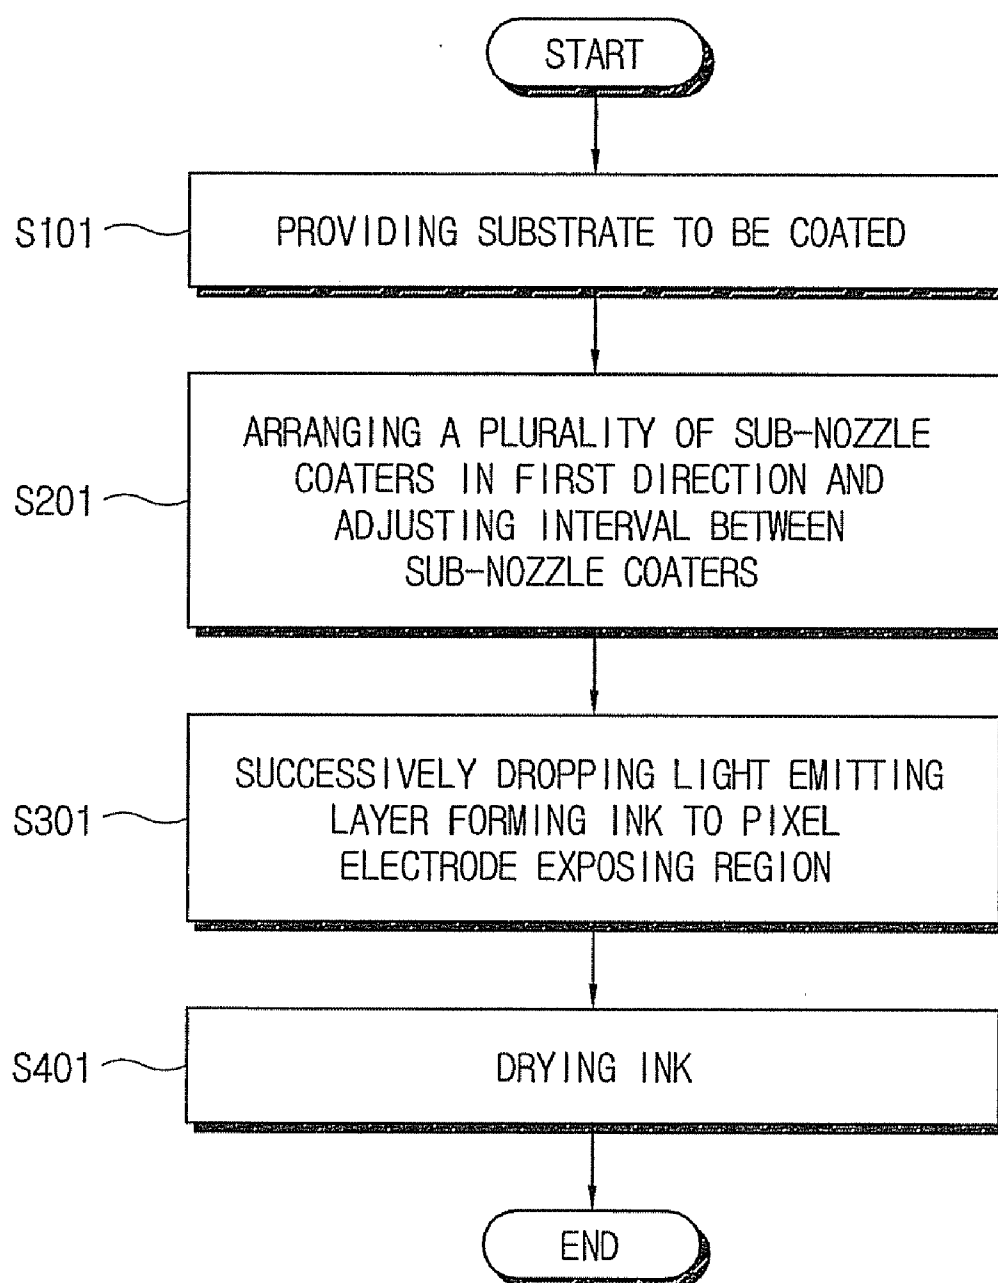 START
S101
PROVIDING SUBSTRATE TO BE COATED
S201
ARRANGING A PLURALITY OF SUB-NOZZLE
COATERS IN FIRST DIRECTION AND
ADJUSTING INTERVAL BETWEEN
SUB-NOZZLE COATERS
S301
SUCCESSIVELY DROPPING LIGHT EMITTING
LAYER FORMING INK TO PIXEL
ELECTRODE EXPOSING REGION
S401
DRYING INK
END